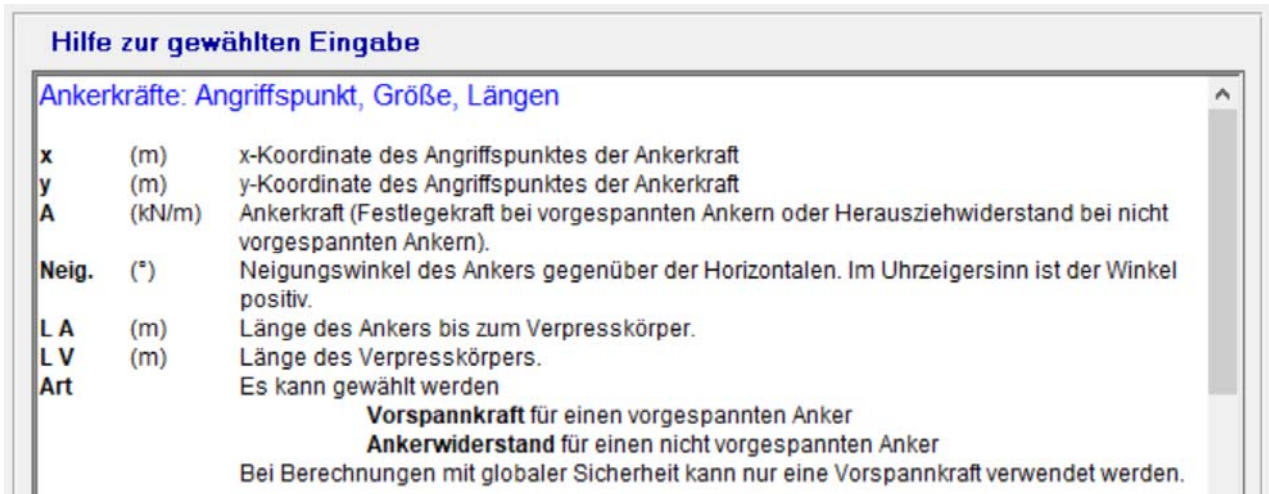 Hilfe zur gewählten Eingabe
Ankerkräfte: Angriffspunkt, Größe, Längen
x (m) x-Koordinate des Angriffspunktes der Ankerkraft
y (m) y-Koordinate des Angriffspunktes der Ankerkraft
A (kN/m) Ankerkraft (Festlegekraft bei vorgespannten Ankern oder Herausziehwiderstand bei nicht
vorgespannten Ankern).
Neig. (°) Neigungswinkel des Ankers gegenüber der Horizontalen. Im Uhrzeigersinn ist der Winkel
positiv.
L A (m) Länge des Ankers bis zum Verpresskörper.
L V (m) Länge des Verpresskörpers.
Art Es kann gewählt werden
Vorspannkraft für einen vorgespannten Anker
Ankerwiderstand für einen nicht vorgespannten Anker
Bei Berechnungen mit globaler Sicherheit kann nur eine Vorspannkraft verwendet werden.